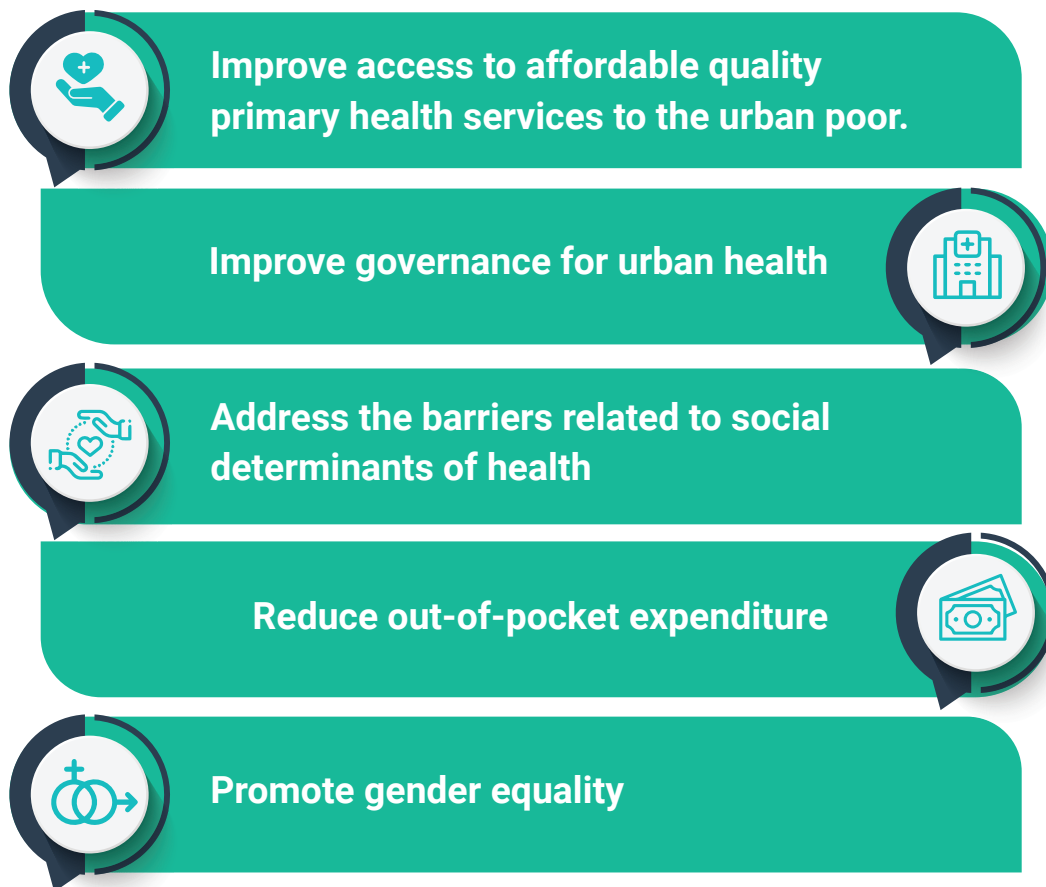 Improve access to affordable quality
primary health services to the urban poor.
Improve governance for urban health
Address the barriers related to social
determinants of health
Reduce out-of-pocket expenditure
Promote gender equality